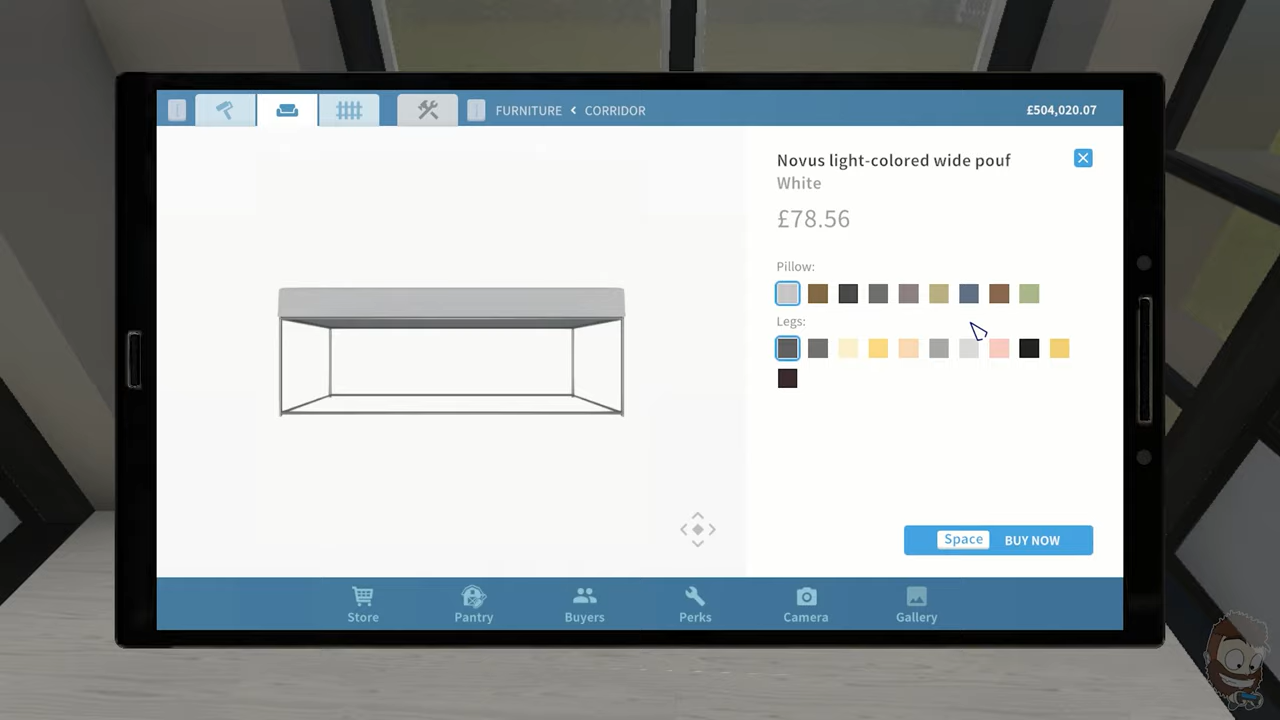 FURNITURE < CORRIDOR
£504,020.07
Novus light-colored wide pouf
White
£78.56
Pillow:
Legs:
Space BUY NOW
Store Pantry Buyers Perks Camera Gallery